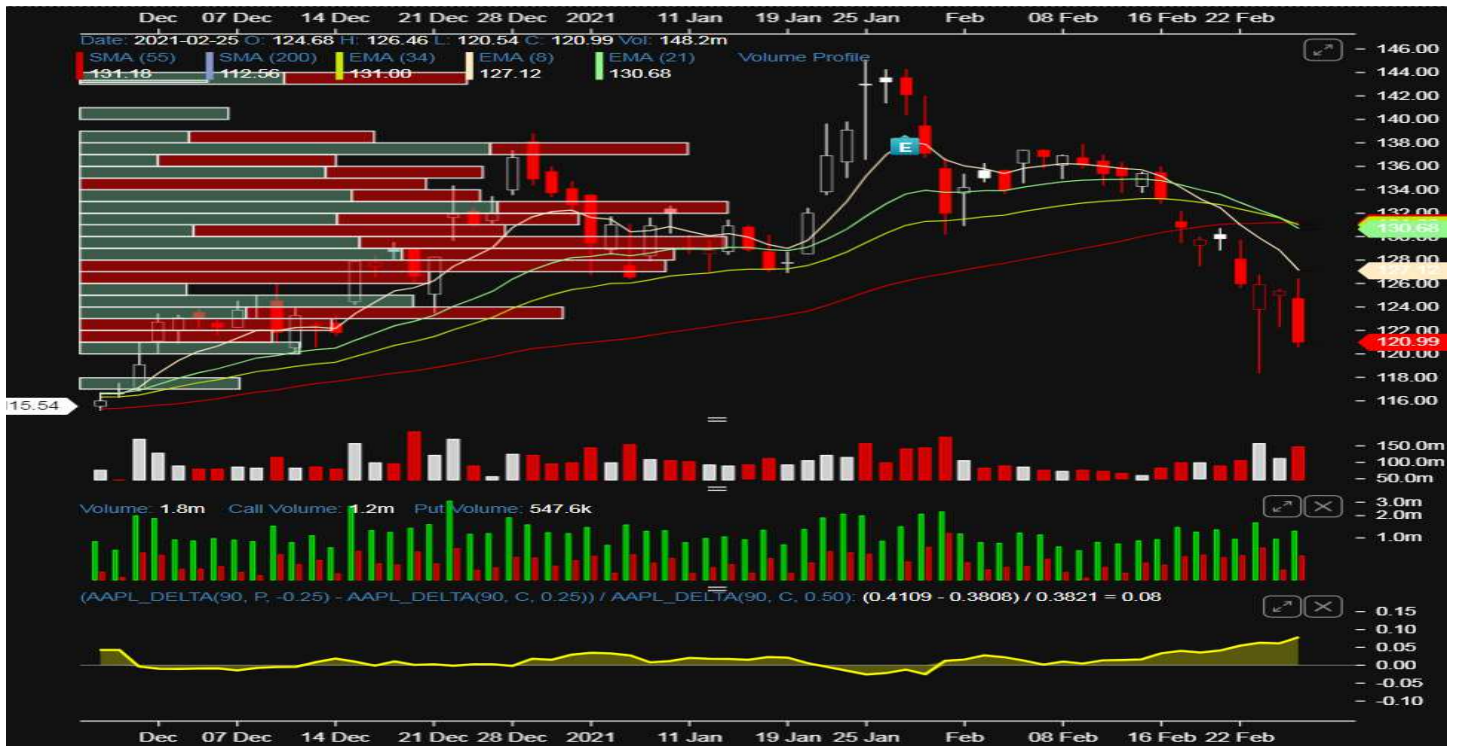 Dec 07 Dec 14 Dec 21 Dec 28 Dec 2021 11 Jan 19 Jan 25 Jan Feb 08 Feb 16 Feb 22 Feb
Date: 2021-02-25 O: 124.68 H: 126.46 L: 120.54 C: 120.99 Vol: 148.2m
SMA (55) SMA (200) EMA (34) EMA (8) EMA (21) Volume Profile
131.18 112.56 131.00 127.12 130.68
146.00
144.00
142.00
140.00
138.00
E
136.00
134.00
132.00
130.68
130.00
128.00
127.12
126.00
124.00
122.00
120.99
120.00
118.00
116.00
115.54
150.0m
100.0m
50.0m
Volume: 1.8m Call Volume: 1.2m Put Volume: 547.6k
3.0m
2.0m
1.0m
(AAPL_DELTA(90, P, -0.25) - AAPL_DELTA(90, C, 0.25)) / AAPL_DELTA(90, C, 0.50): (0.4109 - 0.3808) / 0.3821 = 0.08
0.15
0.10
0.05
0.00
-0.05
-0.10
Dec 07 Dec 14 Dec 21 Dec 28 Dec 2021 11 Jan 19 Jan 25 Jan Feb 08 Feb 16 Feb 22 Feb